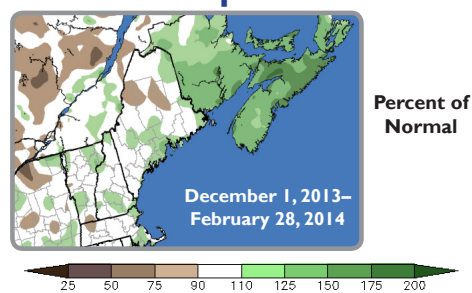 Percent of
Normal
December 1, 2013–
February 28, 2014
25 50 75 90 110 125 150 175 200